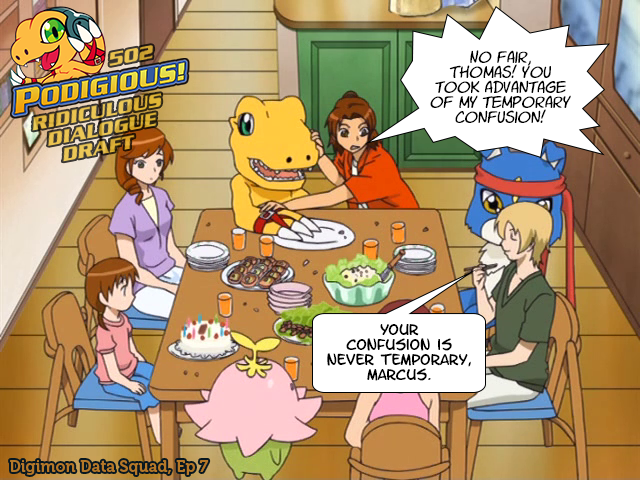 502
PODIGIOUS!
RIDICULOUS
DIALOGUE
DRAFT
NO FAIR,
THOMAS! YOU
TOOK ADVANTAGE
OF MY TEMPORARY
CONFUSION!
YOUR
CONFUSION IS
NEVER TEMPORARY,
MARCUS.
Digimon Data Squad, Ep 7